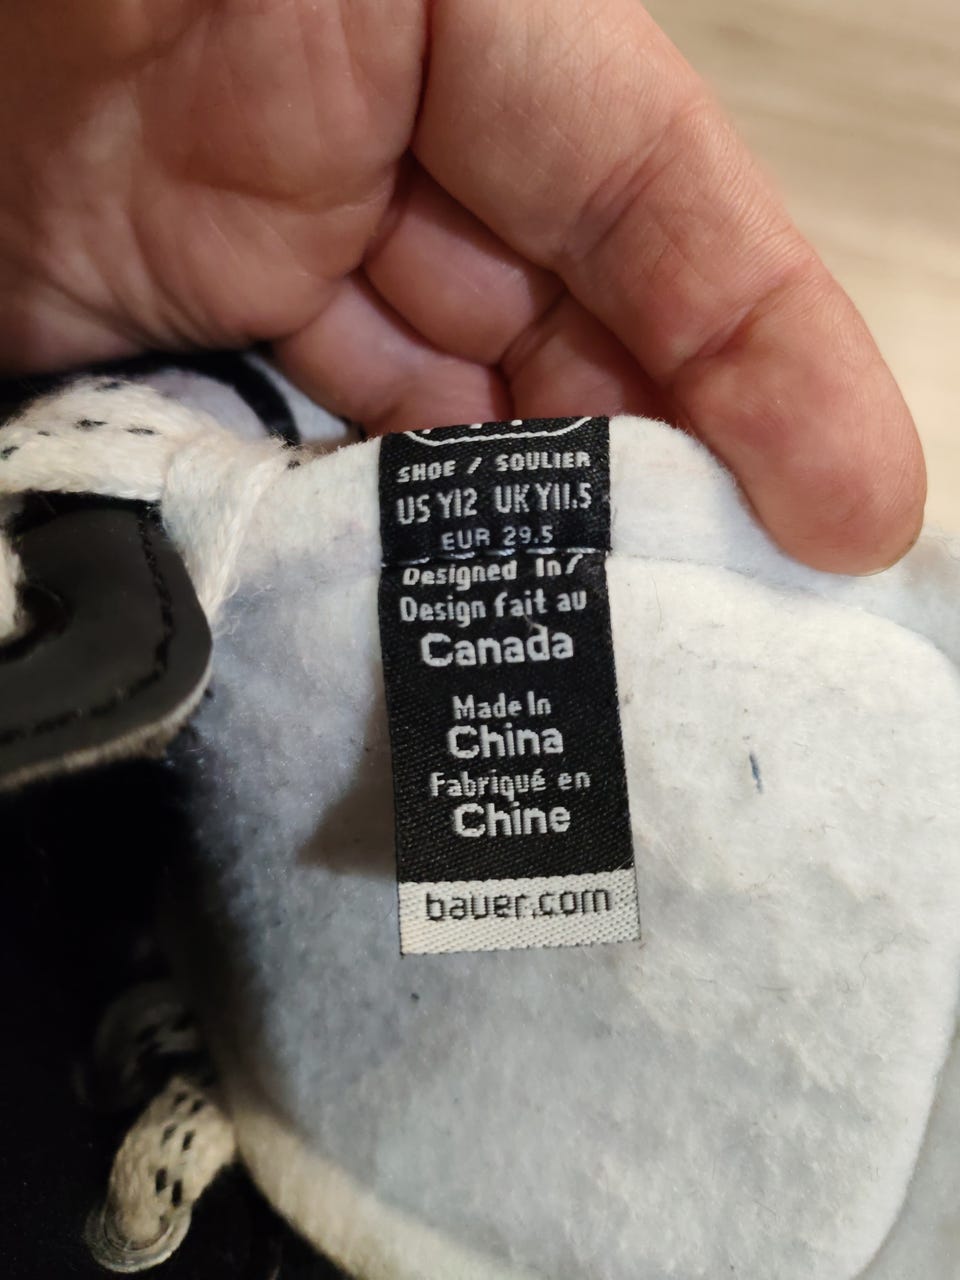 SHOE / SOULIER
US Y12 UK Y11.5
EUR 29.5
Designed In/
Design fait au
Canada
Made In
China
Fabriqué en
Chine
bauer.com